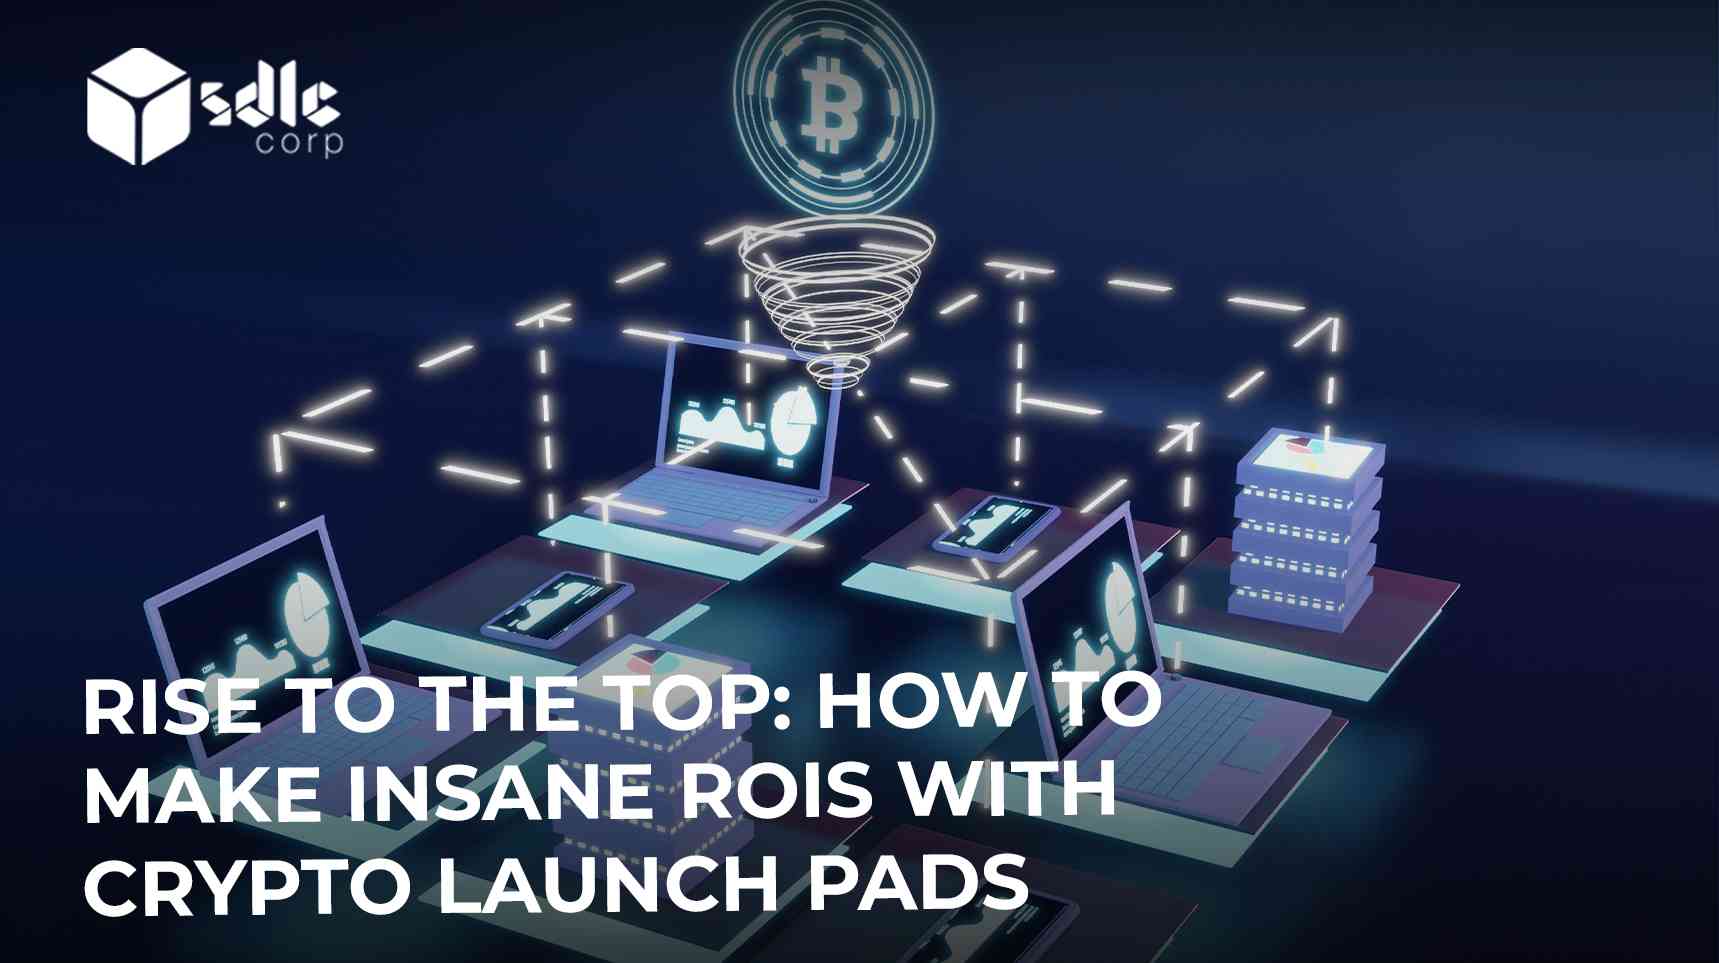 sdlc
corp
RISE TO THE TOP: HOW TO
MAKE INSANE ROIS WITH
CRYPTO LAUNCH PADS